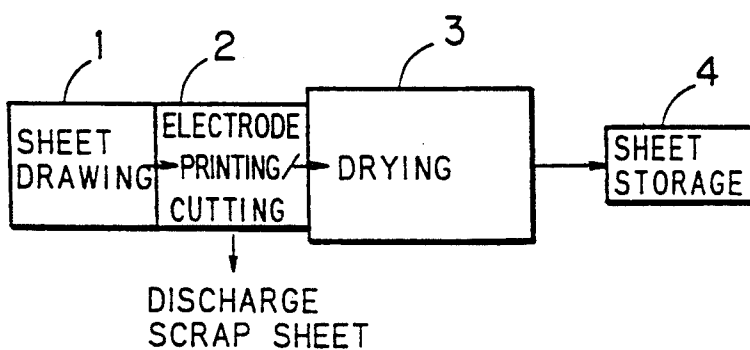 1
2
3
4
SHEET
DRAWING
ELECTRODE
PRINTING/
CUTTING
DRYING
SHEET
STORAGE
DISCHARGE
SCRAP SHEET